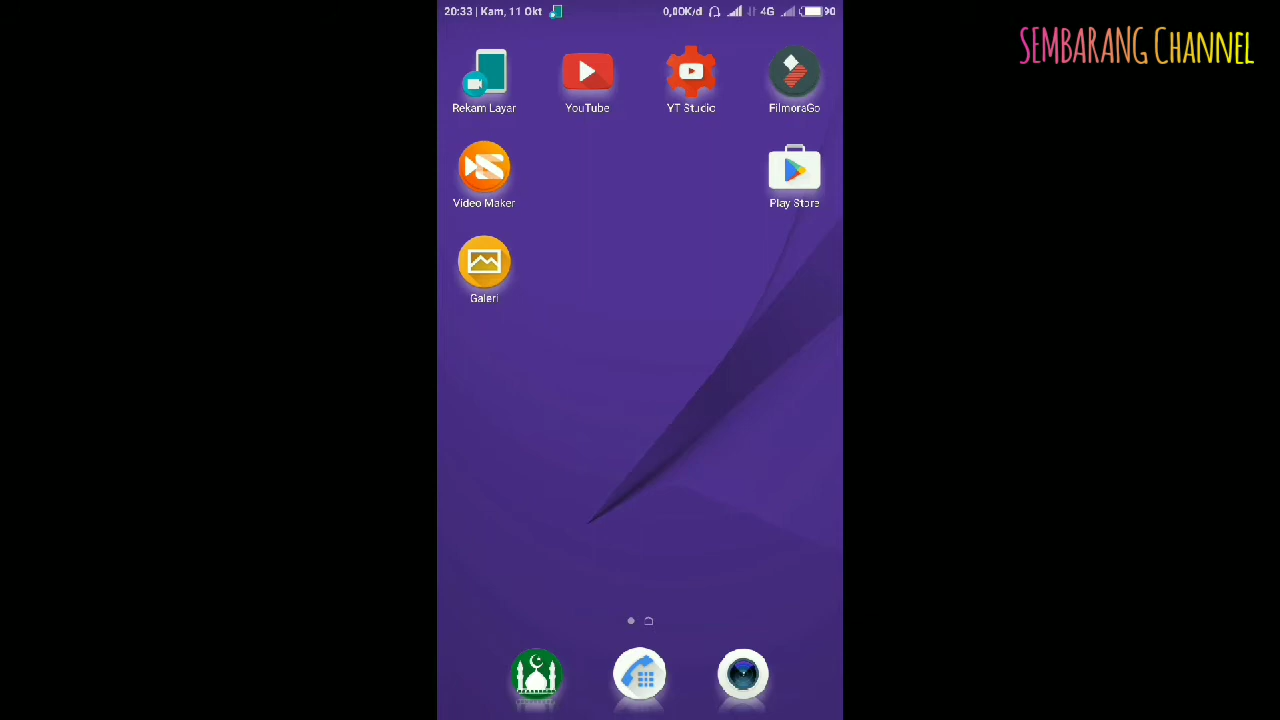 20:33 | Kam, 11 Okt 0,00K/d 4G 90
SEMBARANG CHANNEL
Rekam Layar YouTube YT Studio FilmoraGo
Video Maker Play Store
Galeri